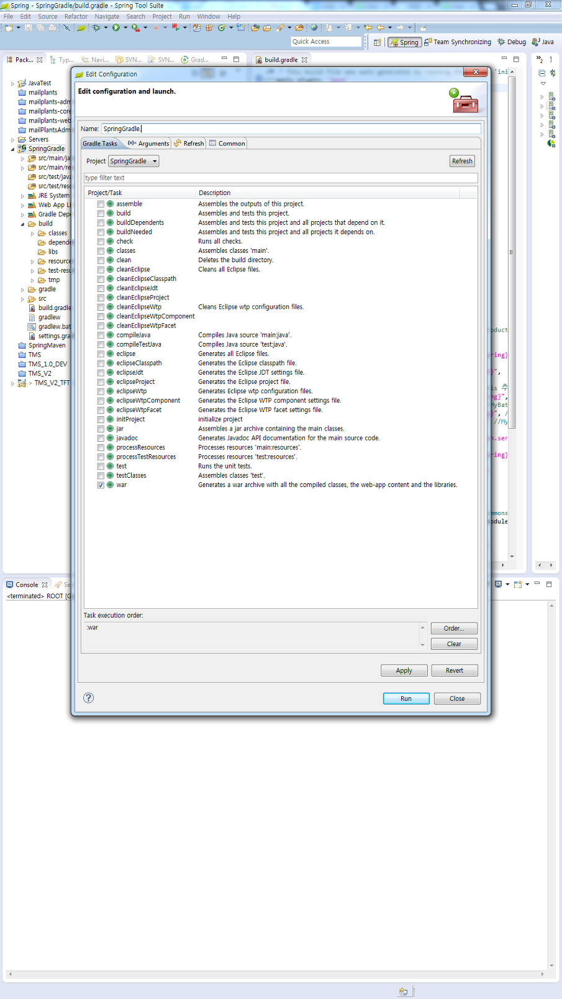 Spring - SpringGradle/build.gradle - Spring Tool Suite
File Edit Source Refactor Navigate Search Project Run Window Help
Quick Access
Spring Team Synchronizing Debug Java
Pack... Typ... Navi... SVN... SVN... Grad...
build.gradle
JavaTest
mailplants
mailplants-adm
mailplants-core
mailplants-web
mailPlantsAdm
Servers
SpringGradle
src/main/ja
src/main/re
src/test/java
src/test/reso
JRE System
Web App Li
Gradle Depe
build
classes
depende
libs
resource
test-resu
tmp
gradle
src
build.gradle
gradlew
gradlew.bat
settings.gra
SpringMaven
TMS
TMS_1.0_DEV
TMS_V2
> TMS_V2_TFT
Edit Configuration
Edit configuration and launch.
Name: SpringGradle.
Gradle Tasks (x)= Arguments Refresh Common
Project SpringGradle Refresh
type filter text
Project/Task Description
assemble Assembles the outputs of this project.
build Assembles and tests this project.
buildDependents Assembles and tests this project and all projects that depend on it.
buildNeeded Assembles and tests this project and all projects it depends on.
check Runs all checks.
classes Assembles classes 'main'.
clean Deletes the build directory.
cleanEclipse Cleans all Eclipse files.
cleanEclipseClasspath
cleanEclipseJdt
cleanEclipseProject
cleanEclipseWtp Cleans Eclipse wtp configuration files.
cleanEclipseWtpComponent
cleanEclipseWtpFacet
compileJava Compiles Java source 'main:java'.
compileTestJava Compiles Java source 'test:java'.
eclipse Generates all Eclipse files.
eclipseClasspath Generates the Eclipse classpath file.
eclipseJdt Generates the Eclipse JDT settings file.
eclipseProject Generates the Eclipse project file.
eclipseWtp Generates Eclipse wtp configuration files.
eclipseWtpComponent Generates the Eclipse WTP component settings file.
eclipseWtpFacet Generates the Eclipse WTP facet settings file.
initProject initialize project
jar Assembles a jar archive containing the main classes.
javadoc Generates Javadoc API documentation for the main source code.
processResources Processes resources 'main:resources'.
processTestResources Processes resources 'test:resources'.
test Runs the unit tests.
testClasses Assembles classes 'test'.
war Generates a war archive with all the compiled classes, the web-app content and the libraries.
Task execution order:
:war
Order...
Clear
Apply Revert
Run Close
'ini
oduct
ring}
}",
is 추
ng}",
MyBat
}", /
//My
n.ser
ring}
mmons
odule
Console
<terminated> ROOT [G